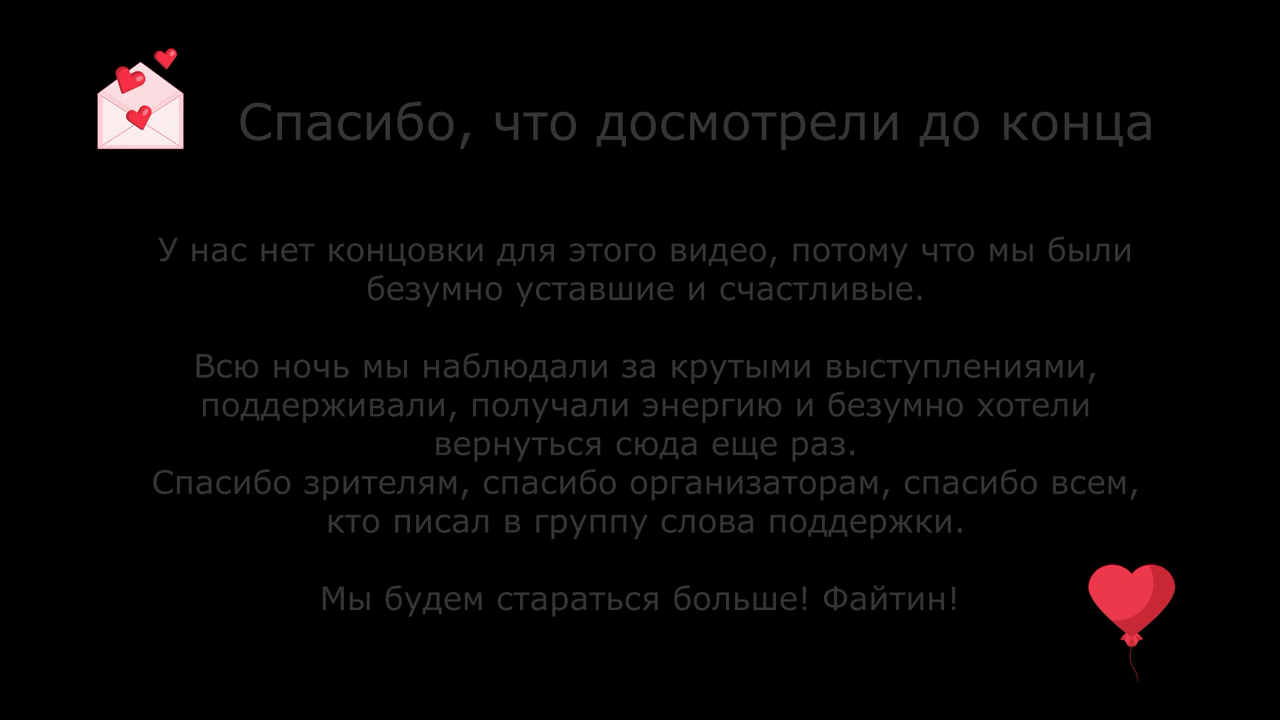 Спасибо, что досмотрели до конца
У нас нет концовки для этого видео, потому что мы были
безумно уставшие и счастливые.
Всю ночь мы наблюдали за крутыми выступлениями,
поддерживали, получали энергию и безумно хотели
вернуться сюда еще раз.
Спасибо зрителям, спасибо организаторам, спасибо всем,
кто писал в группу слова поддержки.
Мы будем стараться больше! Файтин!